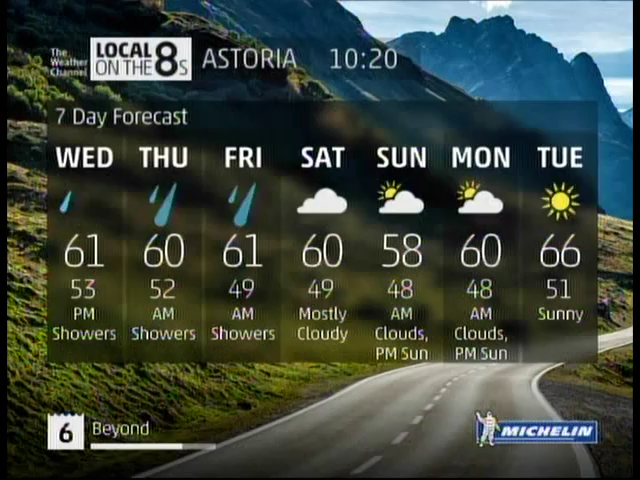 The Weather Channel LOCAL ON THE 8s ASTORIA 10:20
7 Day Forecast
WED THU FRI SAT SUN MON TUE
61 60 61 60 58 60 66
53 52 49 49 48 48 51
PM Showers
AM Showers
AM Showers
Mostly Cloudy
AM Clouds, PM Sun
AM Clouds, PM Sun
Sunny
6 Beyond
MICHELIN